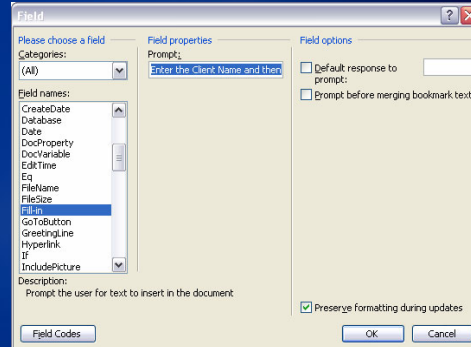 Field
Please choose a field
Categories:
(All)
Field names:
CreateDate
Database
Date
DocProperty
DocVariable
EditTime
Eq
FileName
FileSize
Fill-in
GoToButton
GreetingLine
Hyperlink
If
IncludePicture
Description:
Prompt the user for text to insert in the document
Field Codes
Field properties
Prompt:
Enter the Client Name and then
Field options
Default response to
prompt:
Prompt before merging bookmark text
Preserve formatting during updates
OK
Cancel